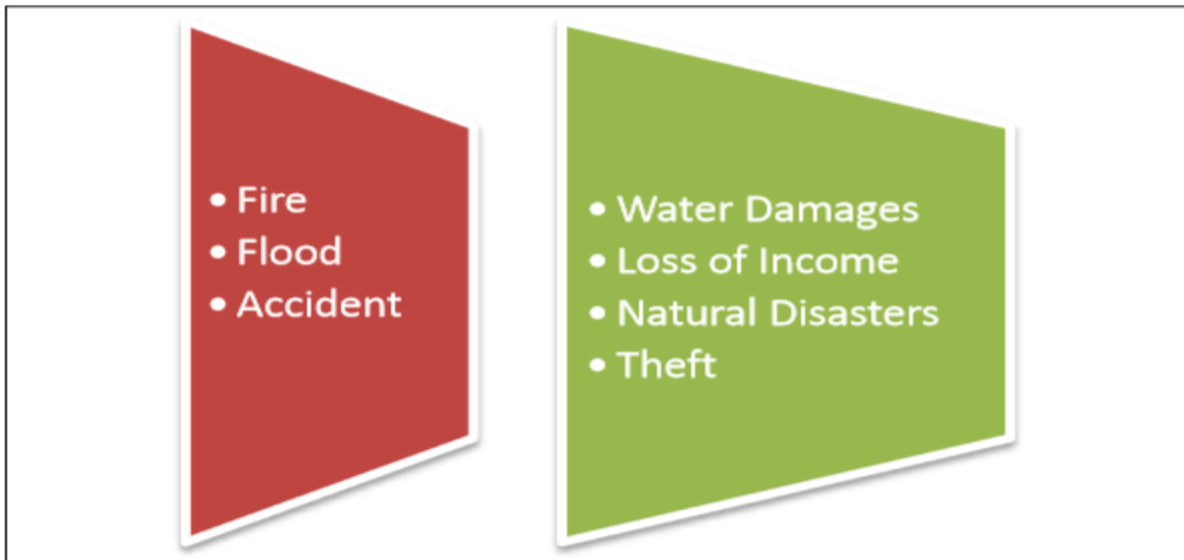 • Fire
• Flood
• Accident
• Water Damages
• Loss of Income
• Natural Disasters
• Theft